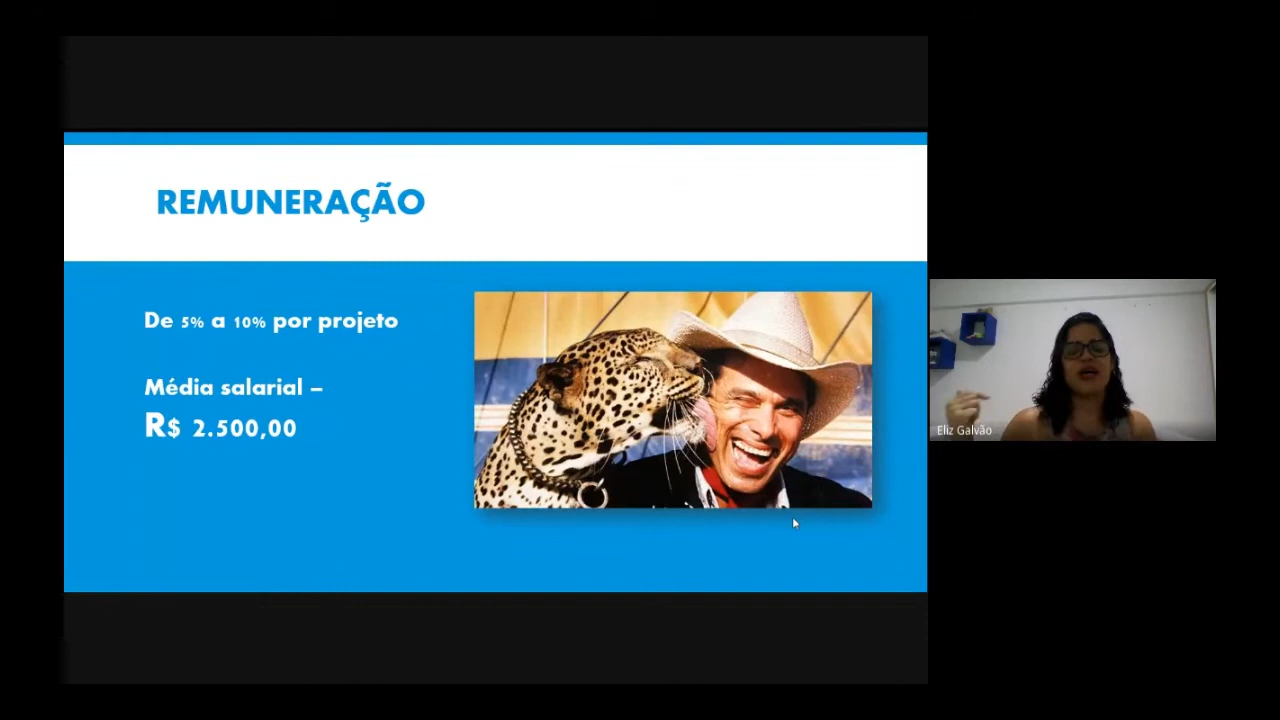 REMUNERAÇÃO
De 5% a 10% por projeto
Média salarial –
R$ 2.500,00
Eliz Galvão